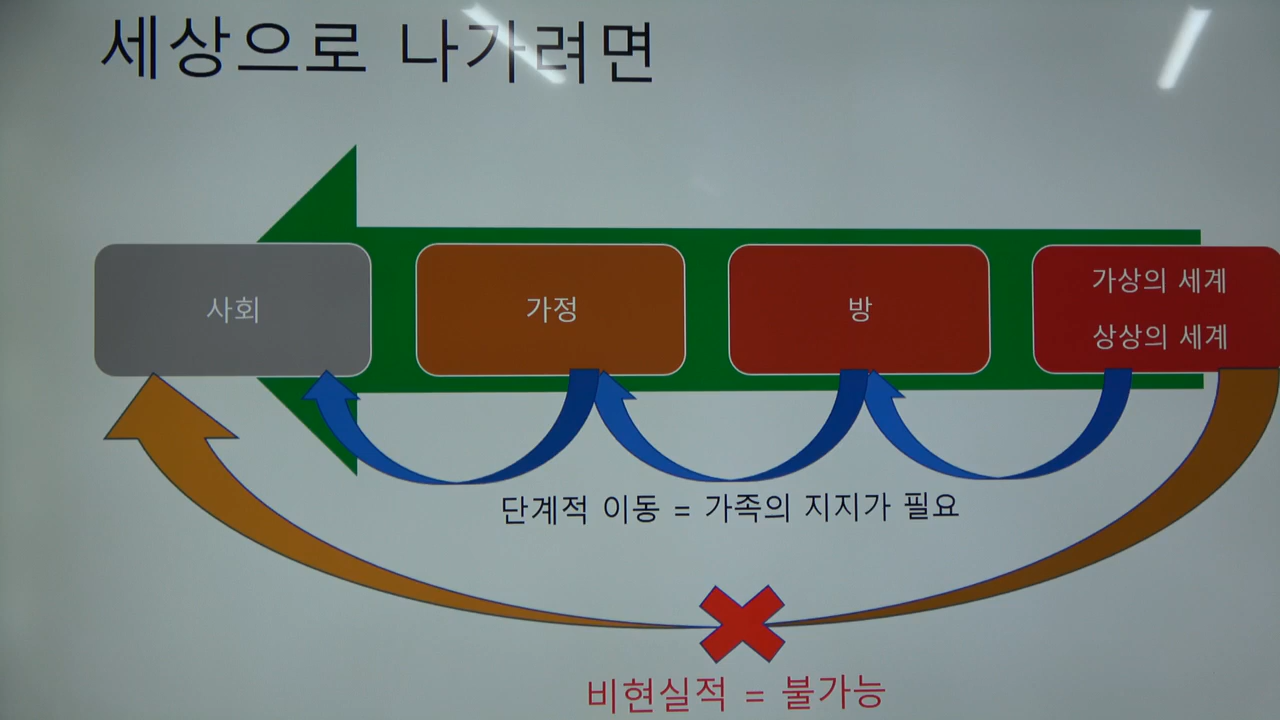 세상으로 나가려면
사회
가정
방
가상의 세계
상상의 세계
단계적 이동 = 가족의 지지가 필요
비현실적 = 불가능